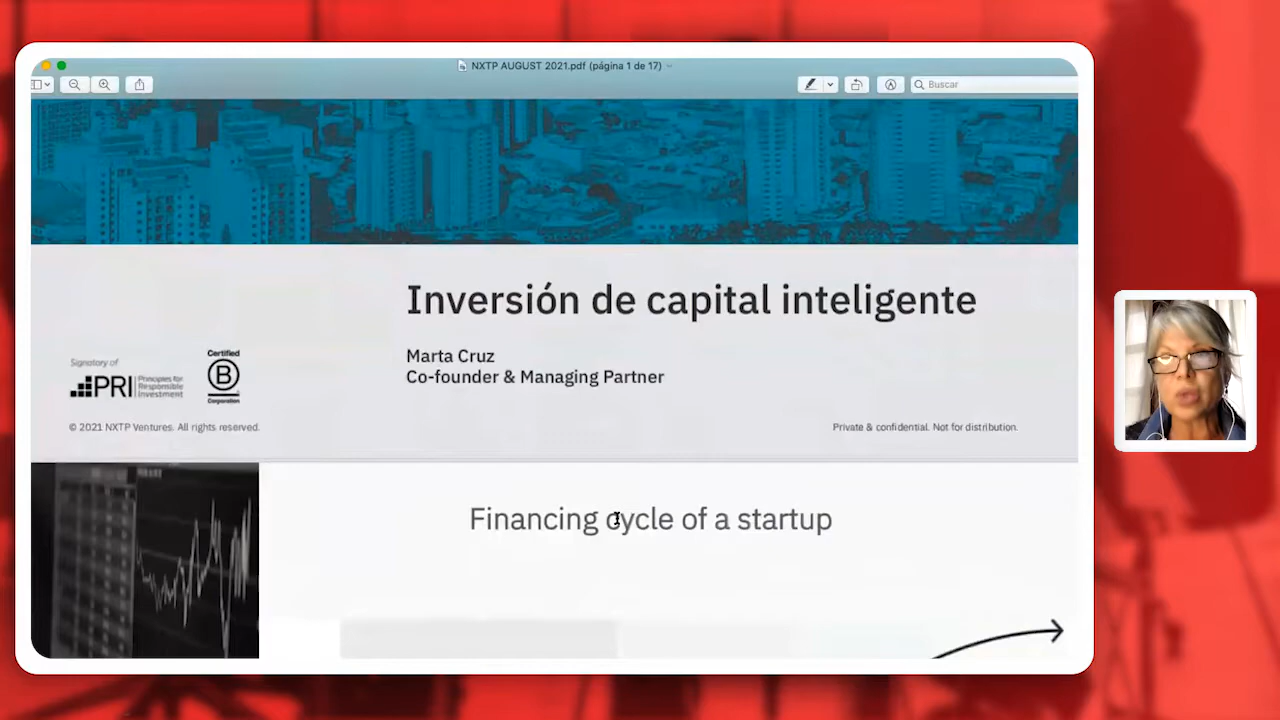 NXTP AUGUST 2021.pdf (página 1 de 17)
Buscar
Inversión de capital inteligente
Marta Cruz
Co-founder & Managing Partner
Signatory of
PRI Principles for
Responsible
Investment
Certified
B
Corporation
© 2021 NXTP Ventures. All rights reserved.
Private & confidential. Not for distribution.
Financing cycle of a startup